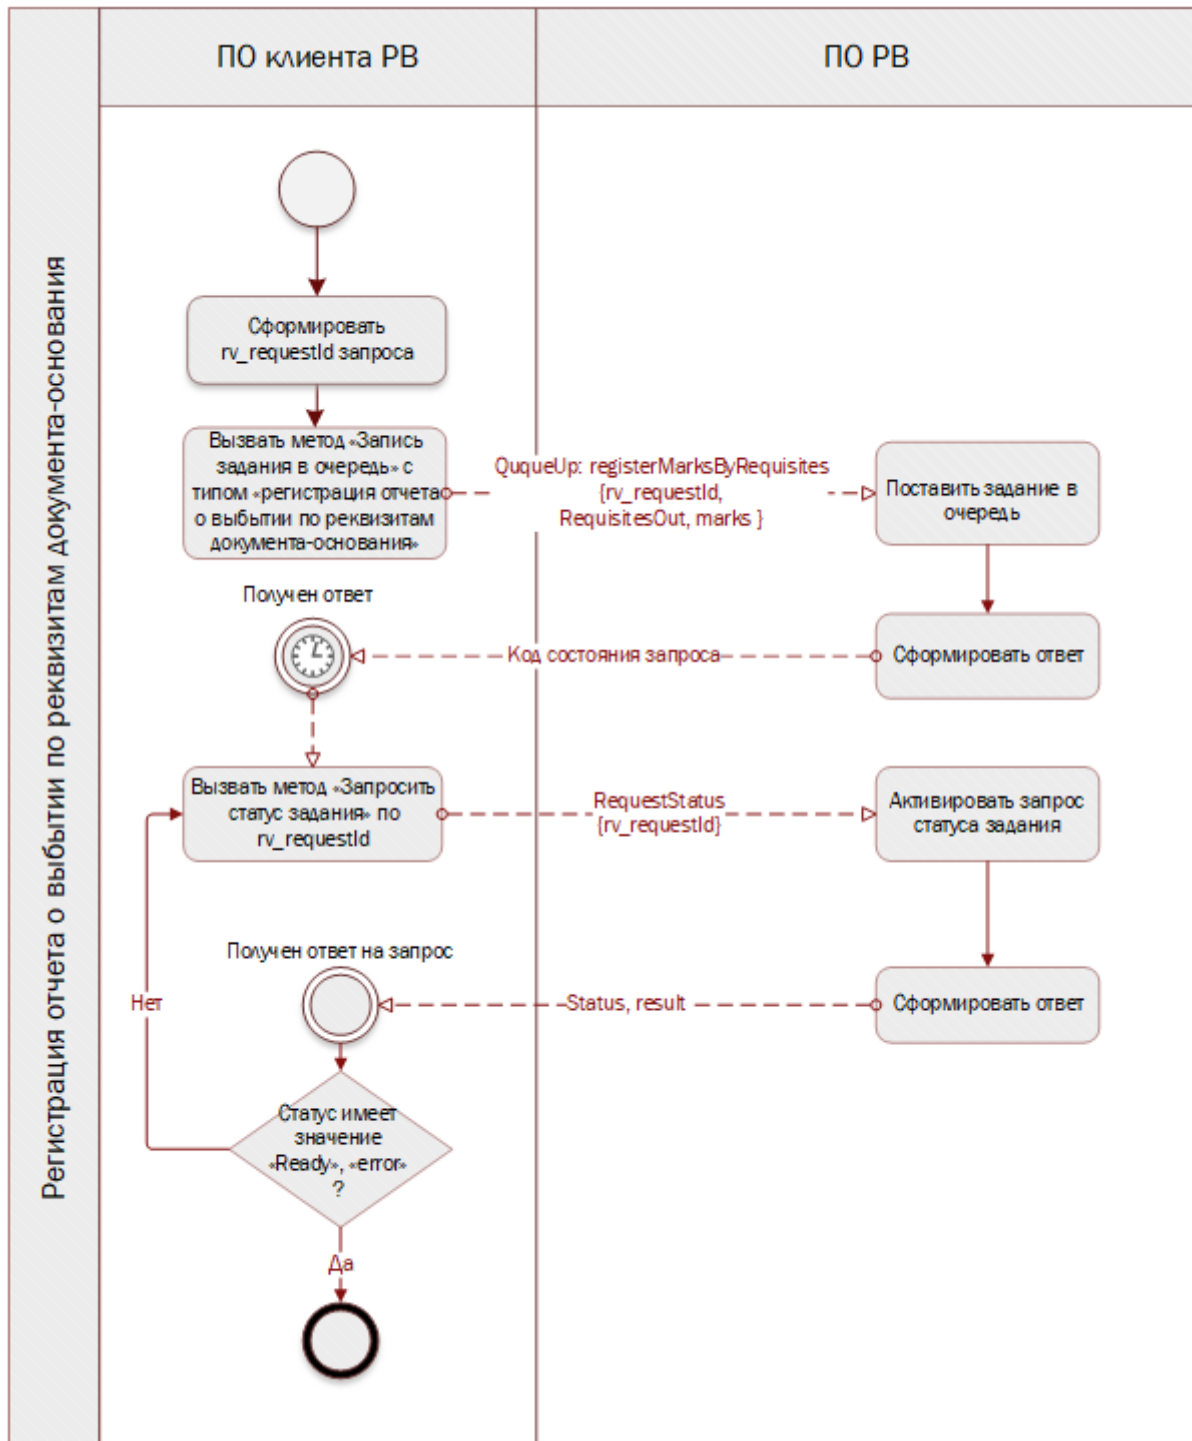 Регистрация отчета о выбытии по реквизитам документа-основания
ПО клиента РВ
ПО РВ
Сформировать
rv_requestId запроса
Вызвать метод «Запись
задания в очередь» с
типом «регистрация отчета
о выбытии по реквизитам
документа-основания»
QuqueUp: registerMarksByRequisites
{rv_requestId,
RequisitesOut, marks }
Поставить задание в
очередь
Получен ответ
Код состояния запроса
Сформировать ответ
Вызвать метод «Запросить
статус задания» по
rv_requestId
RequestStatus
{rv_requestId}
Активировать запрос
статуса задания
Получен ответ на запрос
Status, result
Сформировать ответ
Нет
Статус имеет
значение
«Ready», «error»
?
Да